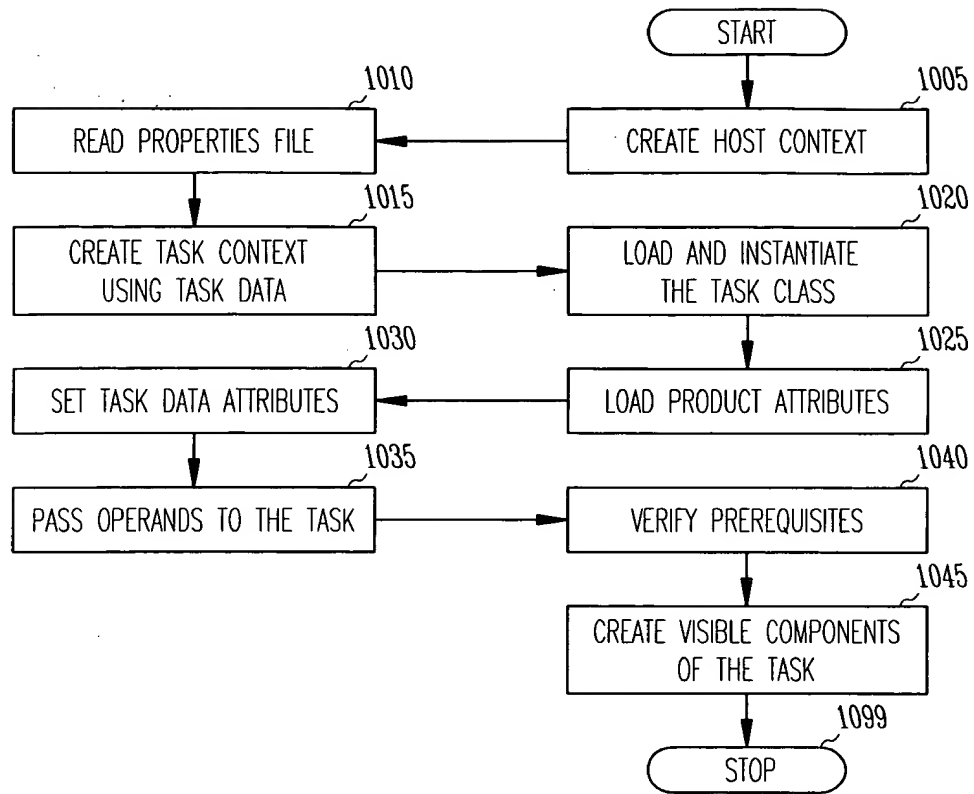 START
1005
CREATE HOST CONTEXT
1010
READ PROPERTIES FILE
1015
CREATE TASK CONTEXT
USING TASK DATA
1020
LOAD AND INSTANTIATE
THE TASK CLASS
1025
LOAD PRODUCT ATTRIBUTES
1030
SET TASK DATA ATTRIBUTES
1035
PASS OPERANDS TO THE TASK
1040
VERIFY PREREQUISITES
1045
CREATE VISIBLE COMPONENTS
OF THE TASK
1099
STOP